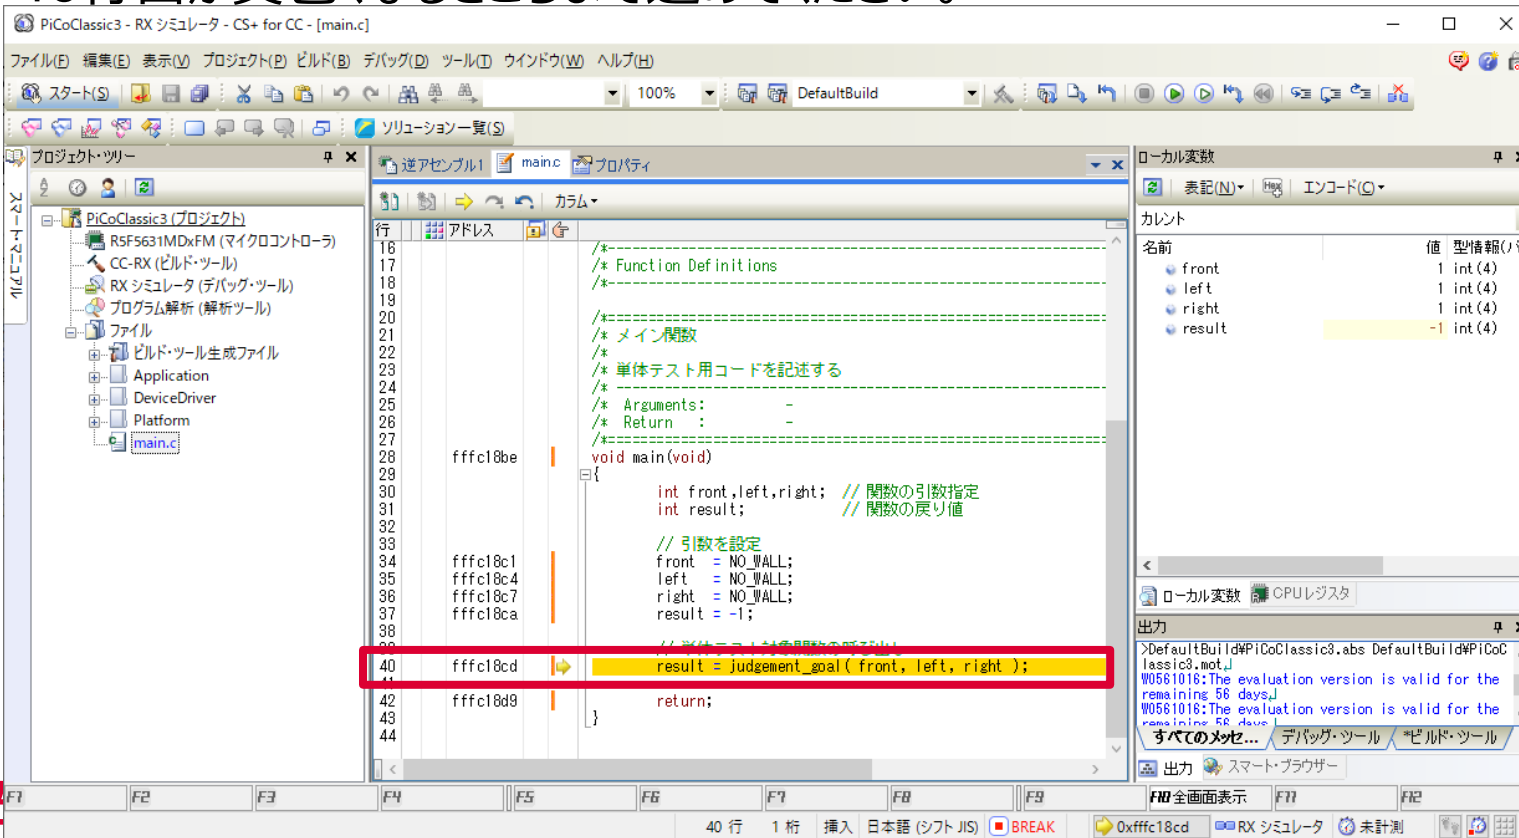 PiCoClassic3 - RX シミュレータ - CS+ for CC - [main.c]
ファイル(F) 編集(E) 表示(V) プロジェクト(P) ビルド(B) デバッグ(D) ツール(T) ウインドウ(W) ヘルプ(H)
スタート(S) 100% DefaultBuild
ソリューション一覧(S)
スマート・マニュアル
プロジェクト・ツリー
PiCoClassic3 (プロジェクト)
R5F5631MDxFM (マイクロコントローラ)
CC-RX (ビルド・ツール)
RX シミュレータ (デバッグ・ツール)
プログラム解析 (解析ツール)
ファイル
ビルド・ツール生成ファイル
Application
DeviceDriver
Platform
main.c
逆アセンブル1 main.c プロパティ
カラム
行 アドレス
16 /*--------------------------------------------------------------
17 /* Function Definitions
18 /*--------------------------------------------------------------
19
20 /*==============================================================
21 /* メイン関数
22 /*
23 /* 単体テスト用コードを記述する
24 /* -------------------------------------------------------------
25 /* Arguments: -
26 /* Return : -
27 /*==============================================================
28 fffc18be void main(void)
29 {
30 int front,left,right; // 関数の引数指定
31 int result; // 関数の戻り値
32
33 // 引数を設定
34 fffc18c1 front = NO_WALL;
35 fffc18c4 left = NO_WALL;
36 fffc18c7 right = NO_WALL;
37 fffc18ca result = -1;
38
39 // 単体テスト対象関数の呼び出し
40 fffc18cd result = judgement_goal( front, left, right );
41
42 fffc18d9 return;
43 }
44
ローカル変数
表記(N) Hex エンコード(C)
カレント
名前 値 型情報(バ
front 1 int(4)
left 1 int(4)
right 1 int(4)
result -1 int(4)
ローカル変数 CPUレジスタ
出力
>DefaultBuild¥PiCoClassic3.abs DefaultBuild¥PiCoC
lassic3.mot,
W0561016:The evaluation version is valid for the
remaining 56 days
W0561016:The evaluation version is valid for the
remaining 56 days
すべてのメッセ... デバッグ・ツール *ビルド・ツール
出力 スマート・ブラウザー
F1 F2 F3 F4 F5 F6 F7 F8 F9 F10 全画面表示 F11 F12
40 行 1 桁 挿入 日本語 (シフト JIS) BREAK 0xfffc18cd RX シミュレータ 未計測